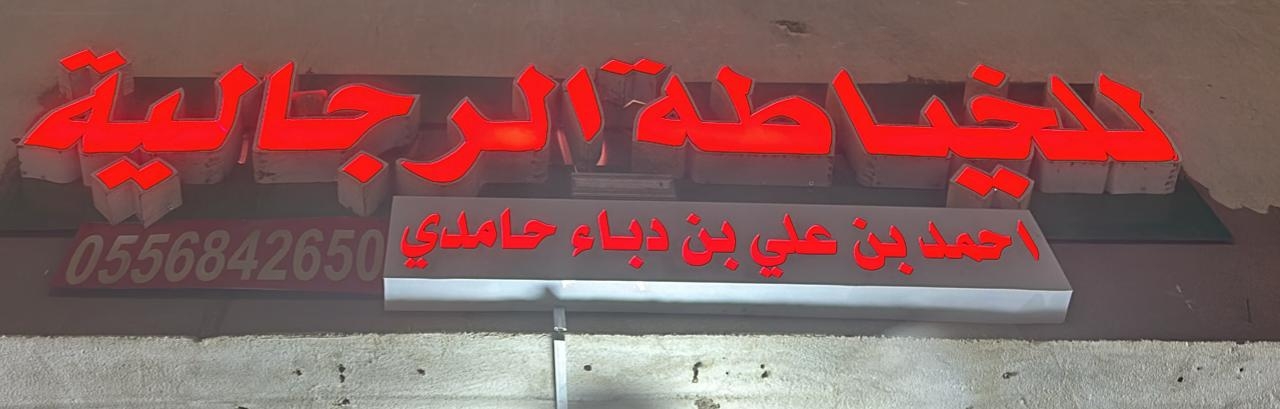 للخياطة الرجالية
احمد بن علي بن دباء حامدي
0556842650